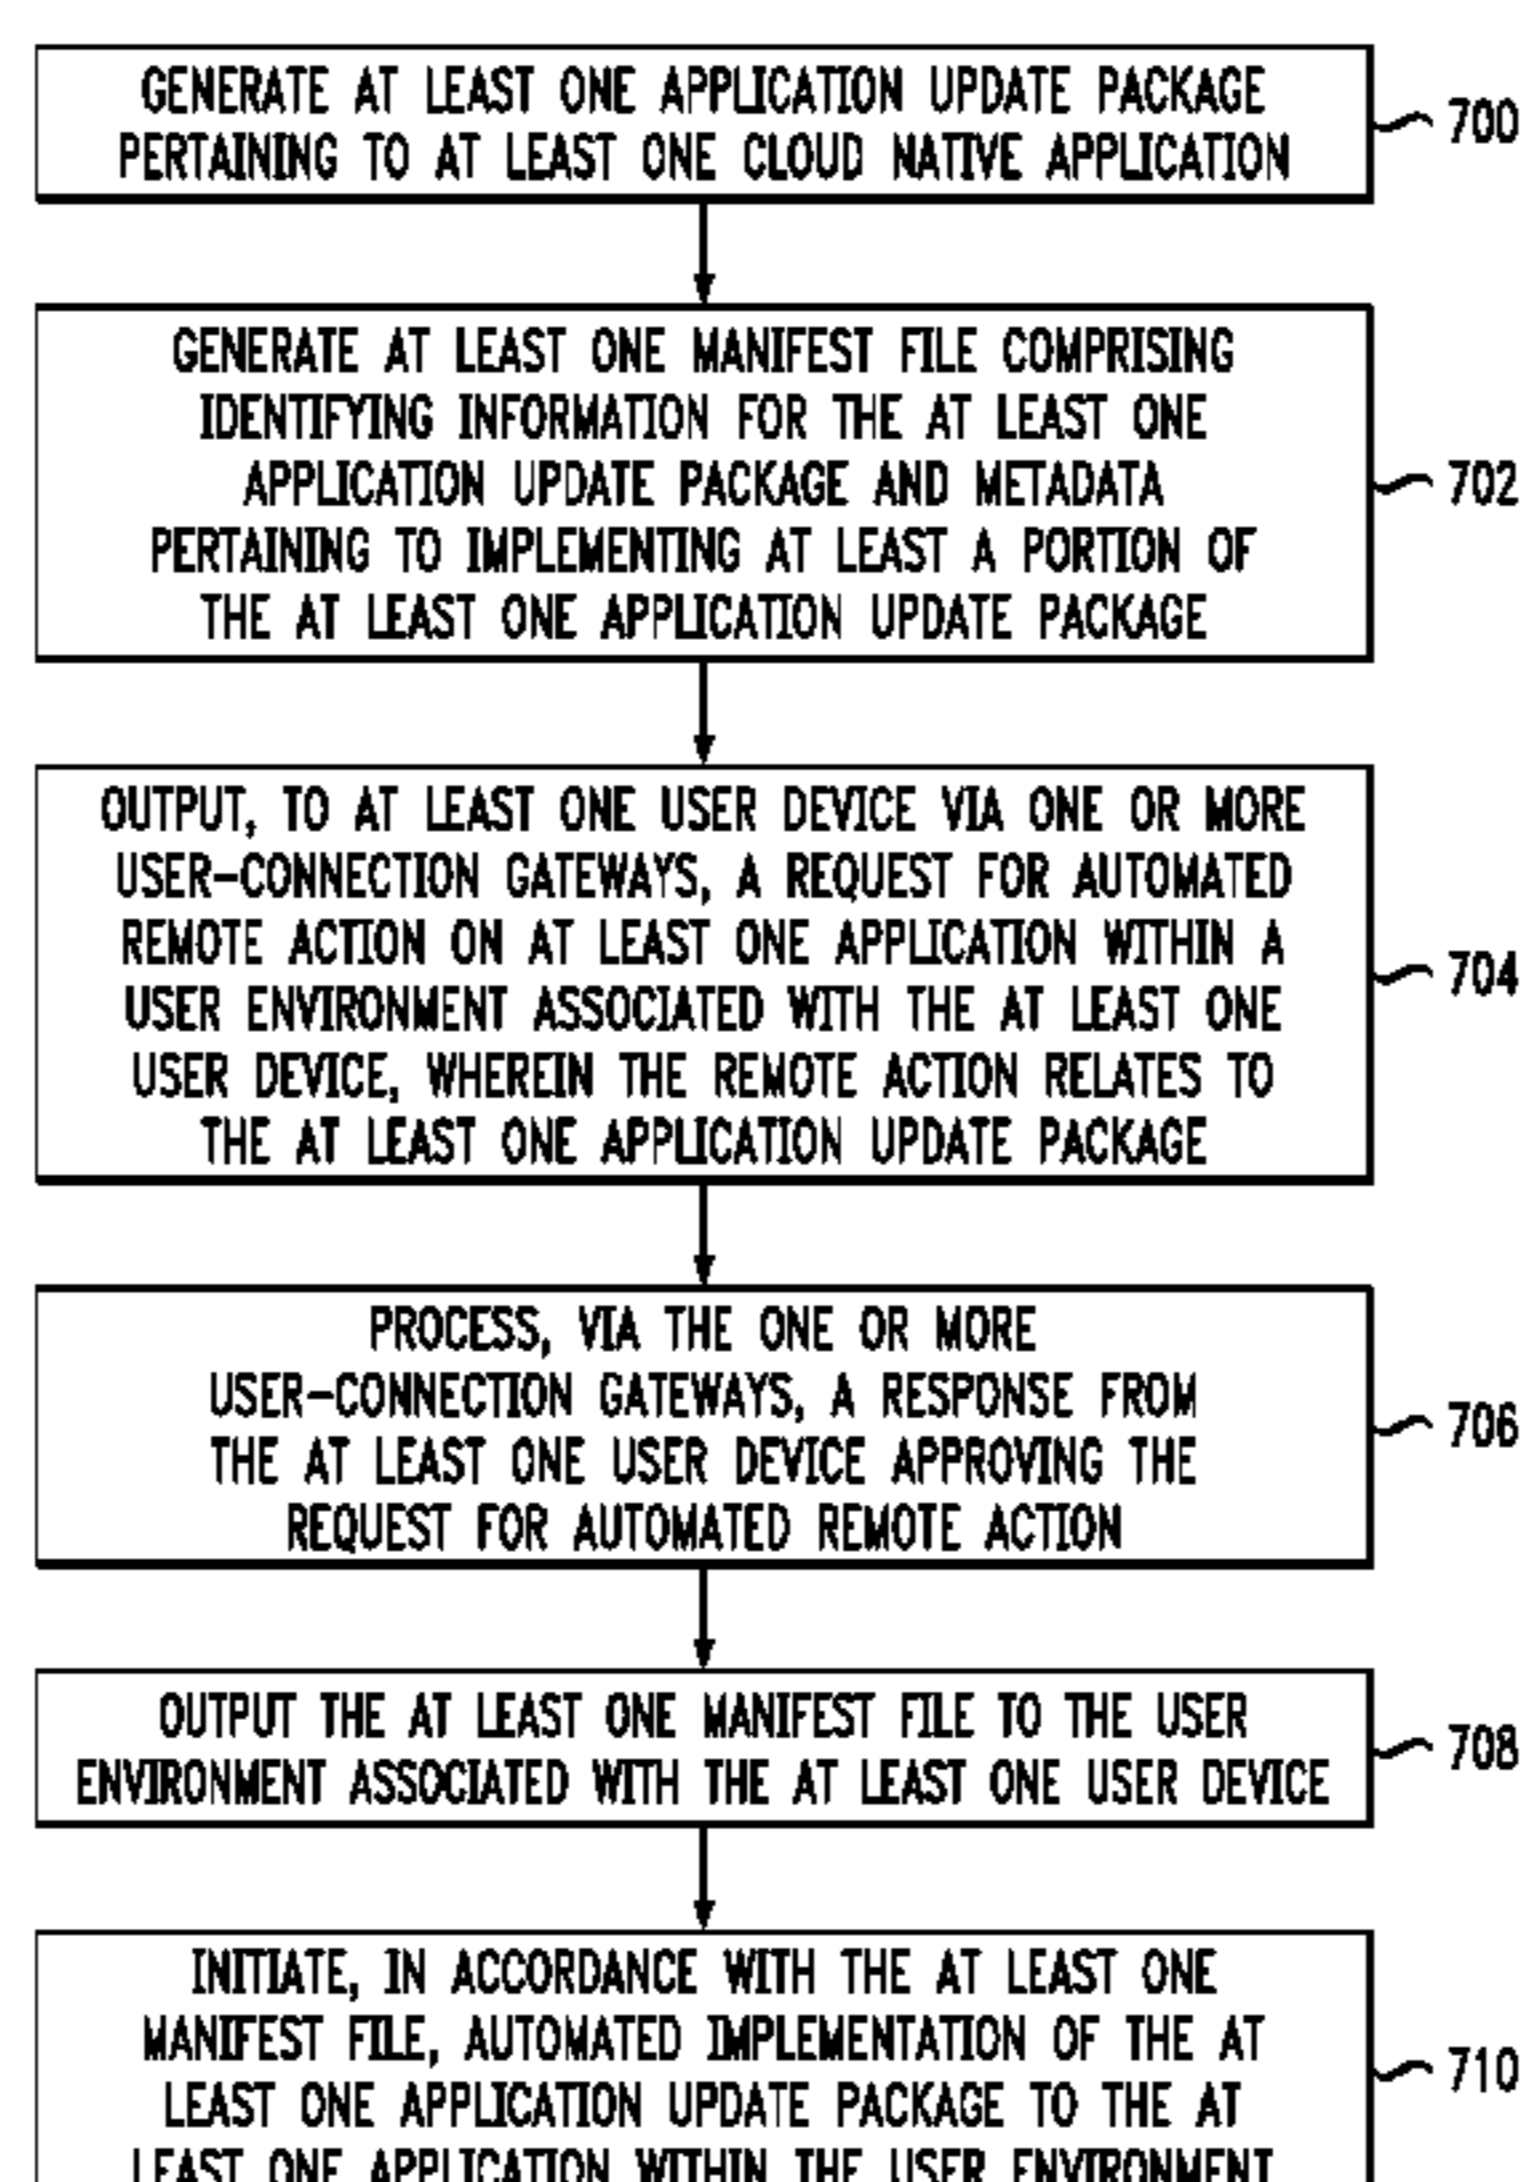 GENERATE AT LEAST ONE APPLICATION UPDATE PACKAGE
PERTAINING TO AT LEAST ONE CLOUD NATIVE APPLICATION
700
GENERATE AT LEAST ONE MANIFEST FILE COMPRISING
IDENTIFYING INFORMATION FOR THE AT LEAST ONE
APPLICATION UPDATE PACKAGE AND METADATA
PERTAINING TO IMPLEMENTING AT LEAST A PORTION OF
THE AT LEAST ONE APPLICATION UPDATE PACKAGE
702
OUTPUT, TO AT LEAST ONE USER DEVICE VIA ONE OR MORE
USER-CONNECTION GATEWAYS, A REQUEST FOR AUTOMATED
REMOTE ACTION ON AT LEAST ONE APPLICATION WITHIN A
USER ENVIRONMENT ASSOCIATED WITH THE AT LEAST ONE
USER DEVICE, WHEREIN THE REMOTE ACTION RELATES TO
THE AT LEAST ONE APPLICATION UPDATE PACKAGE
704
PROCESS, VIA THE ONE OR MORE
USER-CONNECTION GATEWAYS, A RESPONSE FROM
THE AT LEAST ONE USER DEVICE APPROVING THE
REQUEST FOR AUTOMATED REMOTE ACTION
706
OUTPUT THE AT LEAST ONE MANIFEST FILE TO THE USER
ENVIRONMENT ASSOCIATED WITH THE AT LEAST ONE USER DEVICE
708
INITIATE, IN ACCORDANCE WITH THE AT LEAST ONE
MANIFEST FILE, AUTOMATED IMPLEMENTATION OF THE AT
LEAST ONE APPLICATION UPDATE PACKAGE TO THE AT
LEAST ONE APPLICATION WITHIN THE USER ENVIRONMENT
710